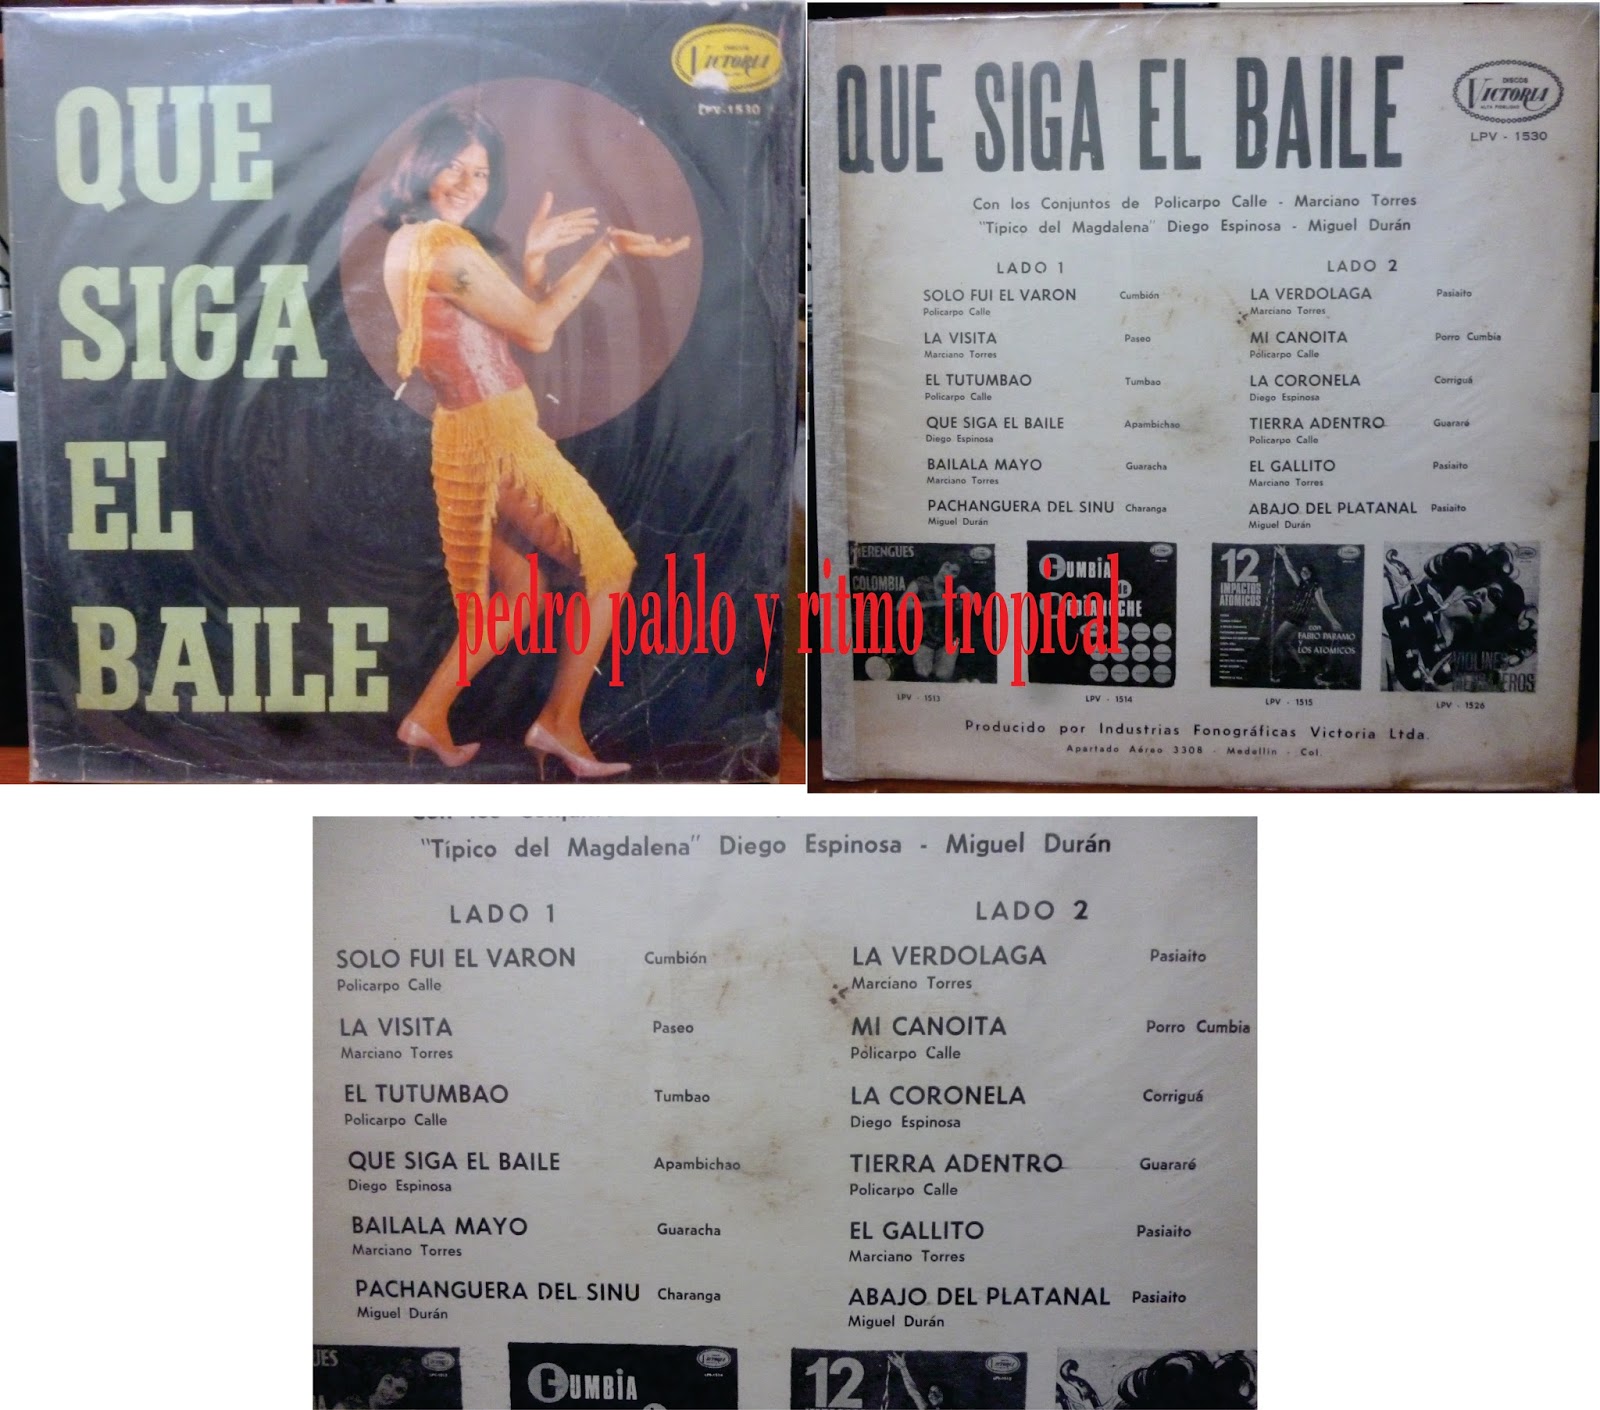 QUE
SIGA
EL
BAILE
DISCOS
VICTORIA
LPV-1530
QUE SIGA EL BAILE
DISCOS
VICTORIA
ALTA FIDELIDAD
LPV - 1530
Con los Conjuntos de Policarpo Calle - Marciano Torres
"Típico del Magdalena" Diego Espinosa - Miguel Durán
LADO 1
SOLO FUI EL VARON Cumbión
Policarpo Calle
LA VISITA Paseo
Marciano Torres
EL TUTUMBAO Tumbao
Policarpo Calle
QUE SIGA EL BAILE Apambichao
Diego Espinosa
BAILALA MAYO Guaracha
Marciano Torres
PACHANGUERA DEL SINU Charanga
Miguel Durán
LADO 2
LA VERDOLAGA Pasiaito
Marciano Torres
MI CANOITA Porro Cumbia
Policarpo Calle
LA CORONELA Corriguá
Diego Espinosa
TIERRA ADENTRO Guararé
Policarpo Calle
EL GALLITO Pasiaito
Marciano Torres
ABAJO DEL PLATANAL Pasiaito
Miguel Durán
MERENGUES
COLOMBIA
LPV - 1513
CUMBIA
LPV - 1514
12
IMPACTOS
ATOMICOS
con
FABIO PARAMO
Y LOS ATOMICOS
LPV - 1515
VIOLINES
LPV - 1526
Producido por Industrias Fonográficas Victoria Ltda.
Apartado Aéreo 3308 - Medellín - Col.
pedro pablo y ritmo tropical
"Típico del Magdalena" Diego Espinosa - Miguel Durán
LADO 1
SOLO FUI EL VARON Cumbión
Policarpo Calle
LA VISITA Paseo
Marciano Torres
EL TUTUMBAO Tumbao
Policarpo Calle
QUE SIGA EL BAILE Apambichao
Diego Espinosa
BAILALA MAYO Guaracha
Marciano Torres
PACHANGUERA DEL SINU Charanga
Miguel Durán
LADO 2
LA VERDOLAGA Pasiaito
Marciano Torres
MI CANOITA Porro Cumbia
Policarpo Calle
LA CORONELA Corriguá
Diego Espinosa
TIERRA ADENTRO Guararé
Policarpo Calle
EL GALLITO Pasiaito
Marciano Torres
ABAJO DEL PLATANAL Pasiaito
Miguel Durán
CUMBIA
12